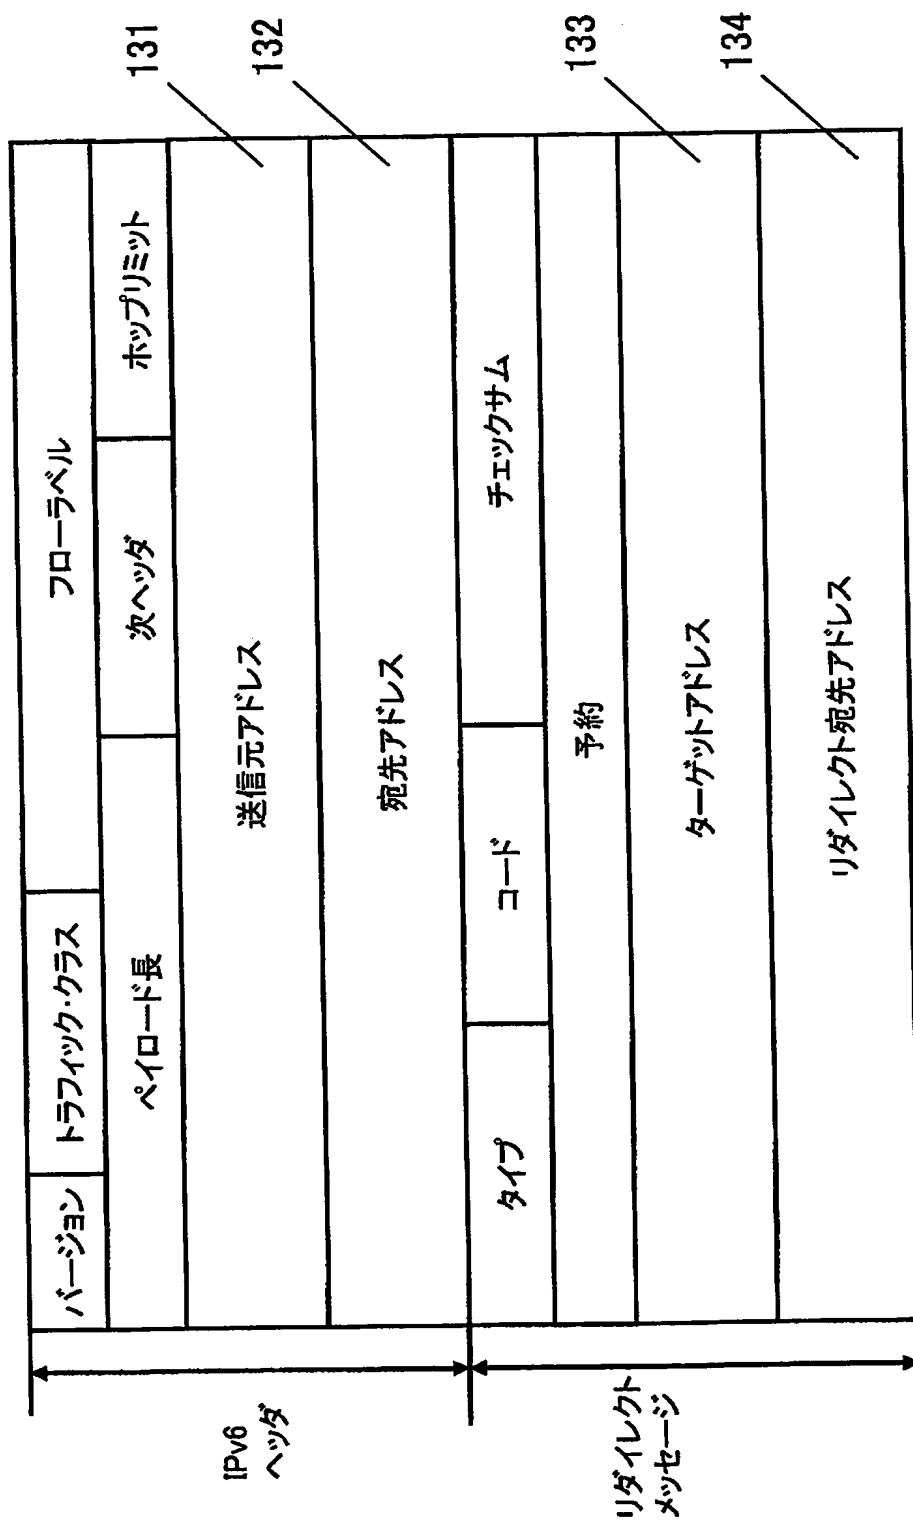 バージョン
トラフィック・クラス
フローラベル
ペイロード長
次ヘッダ
ホップリミット
送信元アドレス
131
宛先アドレス
132
IPv6
ヘッダ
タイプ
コード
チェックサム
予約
ターゲットアドレス
133
リダイレクト宛先アドレス
134
リダイレクト
メッセージ